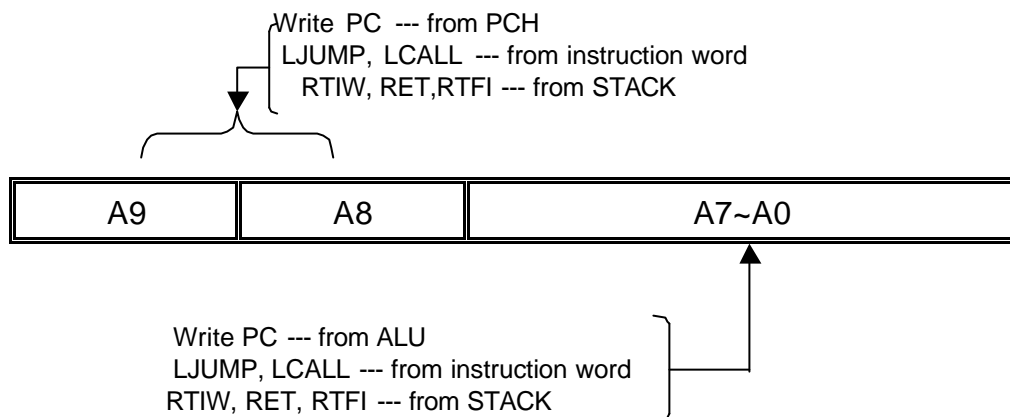 Write PC --- from PCH
LJUMP, LCALL --- from instruction word
RTIW, RET,RTFI --- from STACK
A9 A8 A7~A0
Write PC --- from ALU
LJUMP, LCALL --- from instruction word
RTIW, RET, RTFI --- from STACK